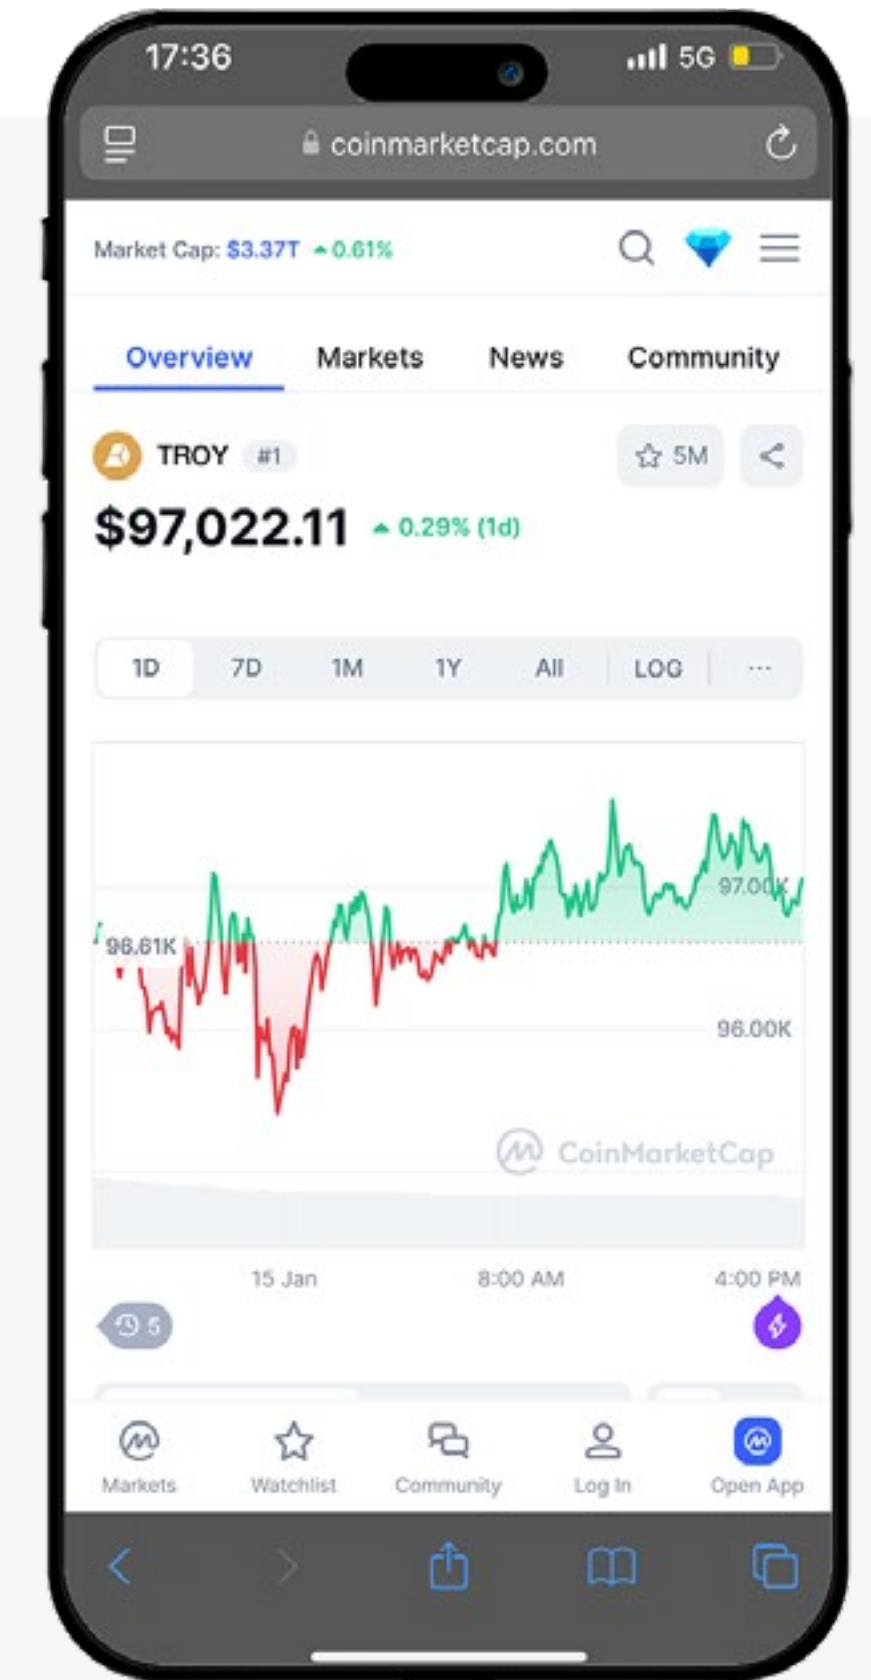 17:36 5G
coinmarketcap.com
Market Cap: $3.37T 0.61%
Overview Markets News Community
TROY #1 5M
$97,022.11 0.29% (1d)
1D 7D 1M 1Y All LOG ...
97.00K
96.61K
96.00K
CoinMarketCap
15 Jan 8:00 AM 4:00 PM
5
Markets Watchlist Community Log In Open App